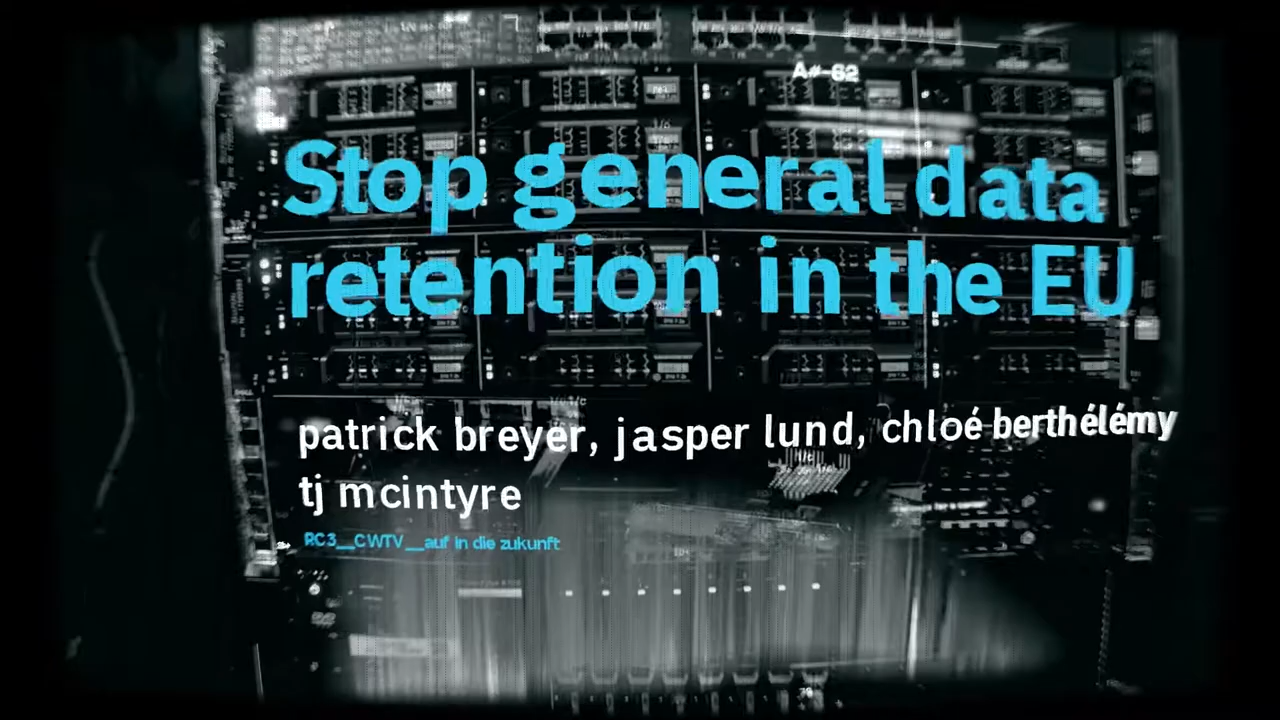 A#-62
Stop general data
retention in the EU
patrick breyer, jasper lund, chloé berthélémy
tj mcintyre
RC3__CWTV__auf in die zukunft